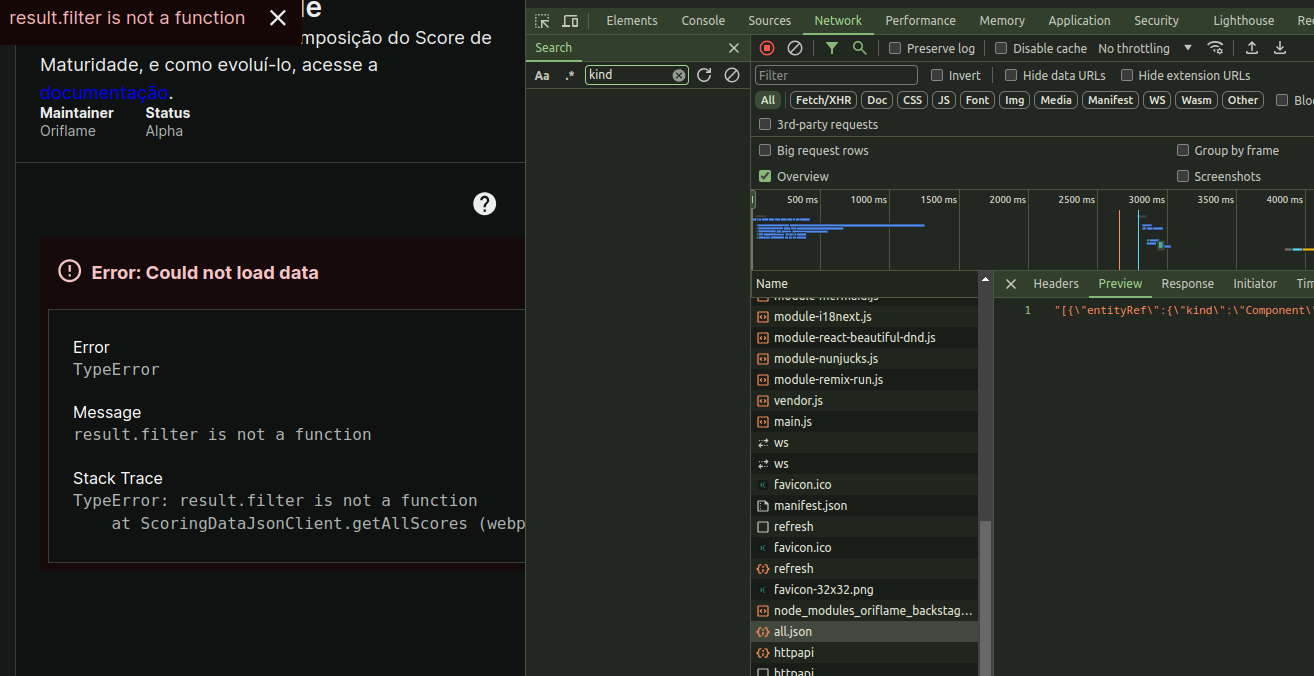 result.filter is not a function
le
mposição do Score de
Maturidade, e como evoluí-lo, acesse a
documentação.
Maintainer Status
Oriflame Alpha
Error: Could not load data
Error
TypeError
Message
result.filter is not a function
Stack Trace
TypeError: result.filter is not a function
at ScoringDataJsonClient.getAllScores (webp
Elements Console Sources Network Performance Memory Application Security Lighthouse Re
Search
Aa .* kind
Preserve log Disable cache No throttling
Filter Invert Hide data URLs Hide extension URLs
All Fetch/XHR Doc CSS JS Font Img Media Manifest WS Wasm Other Bloc
3rd-party requests
Big request rows Group by frame
Overview Screenshots
500 ms 1000 ms 1500 ms 2000 ms 2500 ms 3000 ms 3500 ms 4000 ms
Name
module-mermaid.js
module-i18next.js
module-react-beautiful-dnd.js
module-nunjucks.js
module-remix-run.js
vendor.js
main.js
ws
ws
favicon.ico
manifest.json
refresh
favicon.ico
refresh
favicon-32x32.png
node_modules_oriflame_backstag...
all.json
httpapi
httpapi
Headers Preview Response Initiator Tim
1 "[{\"entityRef\":{\"kind\":\"Component\"